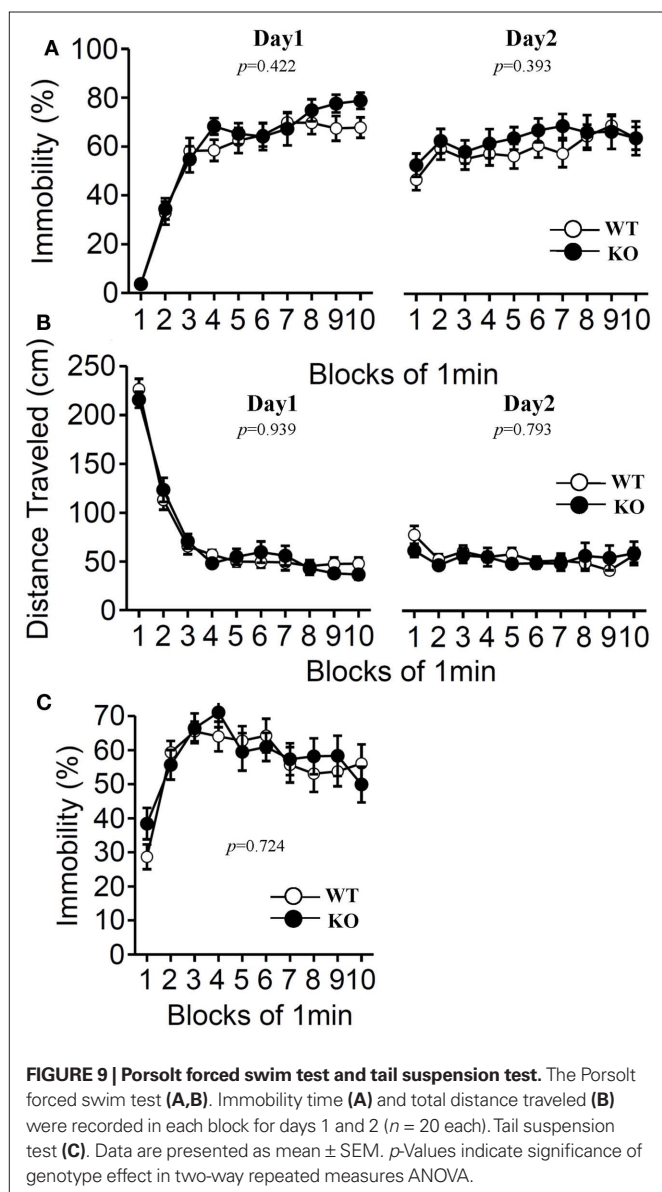 A
Day1
Day2
p=0.422
p=0.393
Immobility (%)
100
80
60
40
20
0
WT
KO
1 2 3 4 5 6 7 8 9 10
1 2 3 4 5 6 7 8 9 10
Blocks of 1min
B
Distance Traveled (cm)
250
200
150
100
50
0
Day1
Day2
p=0.939
p=0.793
WT
KO
1 2 3 4 5 6 7 8 9 10
1 2 3 4 5 6 7 8 9 10
Blocks of 1min
C
Immobility (%)
70
60
50
40
30
20
10
0
p=0.724
WT
KO
1 2 3 4 5 6 7 8 9 10
Blocks of 1min
FIGURE 9 | Porsolt forced swim test and tail suspension test. The Porsolt
forced swim test (A,B). Immobility time (A) and total distance traveled (B)
were recorded in each block for days 1 and 2 (n = 20 each). Tail suspension
test (C). Data are presented as mean ± SEM. p-Values indicate significance of
genotype effect in two-way repeated measures ANOVA.